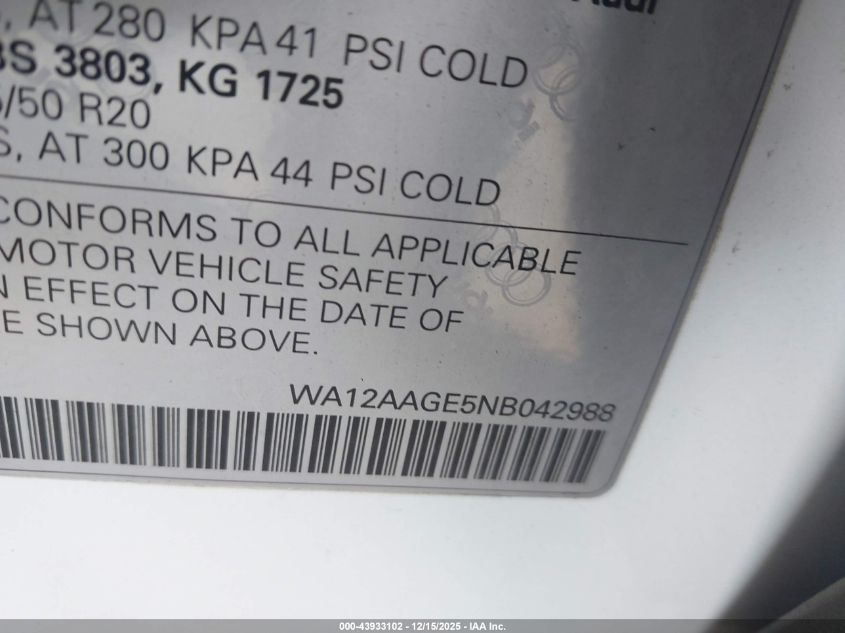 Audi
, AT 280 KPA 41 PSI COLD
BS 3803, KG 1725
/50 R20
S, AT 300 KPA 44 PSI COLD
CONFORMS TO ALL APPLICABLE
MOTOR VEHICLE SAFETY
N EFFECT ON THE DATE OF
E SHOWN ABOVE.
WA12AAGE5NB042988
000-43933102 - 12/15/2025 - IAA Inc.